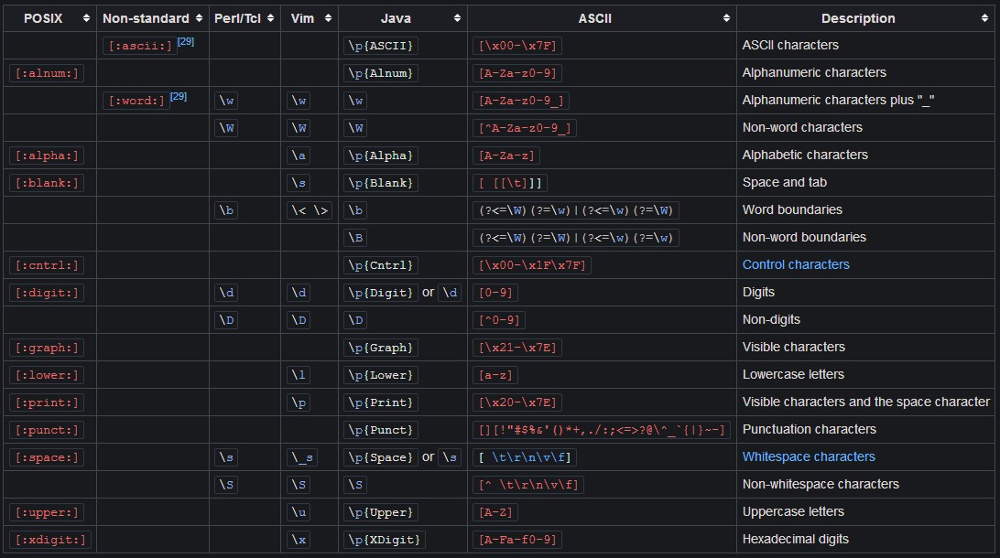 POSIX Non-standard Perl/Tcl Vim Java ASCII Description
[:ascii:][29] \p{ASCII} [\x00-\x7F] ASCII characters
[:alnum:] \p{Alnum} [A-Za-z0-9] Alphanumeric characters
[:word:][29] \w \w \w [A-Za-z0-9_] Alphanumeric characters plus "_"
\W \W \W [^A-Za-z0-9_] Non-word characters
[:alpha:] \a \p{Alpha} [A-Za-z] Alphabetic characters
[:blank:] \s \p{Blank} [ [[\t]]] Space and tab
\b \< \> \b (?<=\W)(?=\w)|(?<=\w)(?=\W) Word boundaries
\B (?<=\W)(?=\W)|(?<=\w)(?=\w) Non-word boundaries
[:cntrl:] \p{Cntrl} [\x00-\x1F\x7F] Control characters
[:digit:] \d \d \p{Digit} or \d [0-9] Digits
\D \D \D [^0-9] Non-digits
[:graph:] \p{Graph} [\x21-\x7E] Visible characters
[:lower:] \l \p{Lower} [a-z] Lowercase letters
[:print:] \p \p{Print} [\x20-\x7E] Visible characters and the space character
[:punct:] \p{Punct} [][!"#$%&'()*+,./:;<=>?@\^_`{|}~-] Punctuation characters
[:space:] \s \_s \p{Space} or \s [ \t\r\n\v\f] Whitespace characters
\S \S \S [^ \t\r\n\v\f] Non-whitespace characters
[:upper:] \u \p{Upper} [A-Z] Uppercase letters
[:xdigit:] \x \p{XDigit} [A-Fa-f0-9] Hexadecimal digits